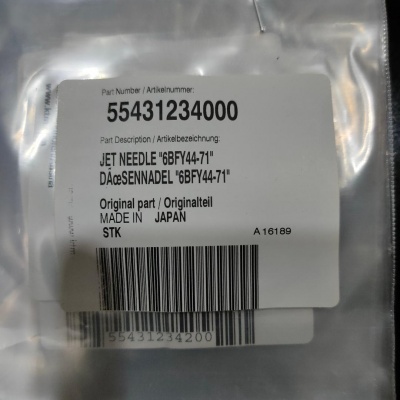 Part Number / Artikelnummer:
55431234000
Part Description / Artikelbezeichnung:
JET NEEDLE "6BFY44-71"
DÃœSENNADEL "6BFY44-71"
Original part / Originalteil
MADE IN JAPAN
STK A 16189
55431234200